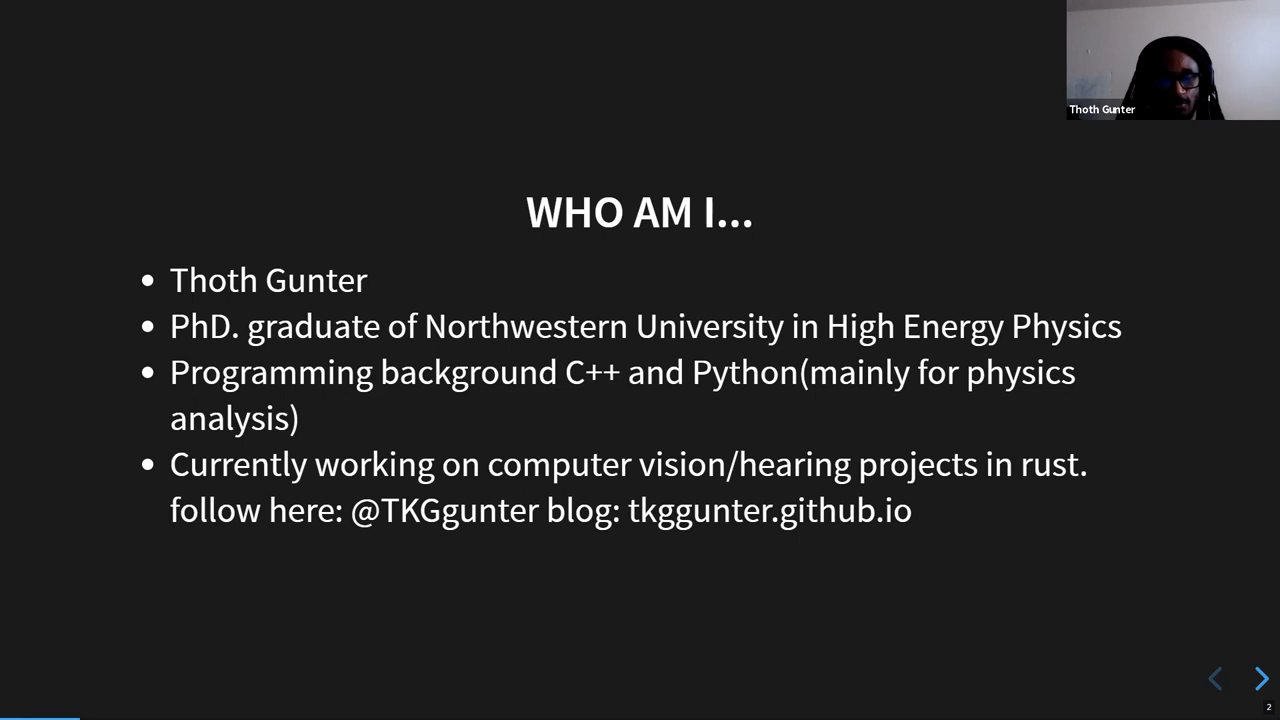 Thoth Gunter
WHO AM I...
• Thoth Gunter
• PhD. graduate of Northwestern University in High Energy Physics
• Programming background C++ and Python(mainly for physics
analysis)
• Currently working on computer vision/hearing projects in rust.
follow here: @TKGgunter blog: tkggunter.github.io
2